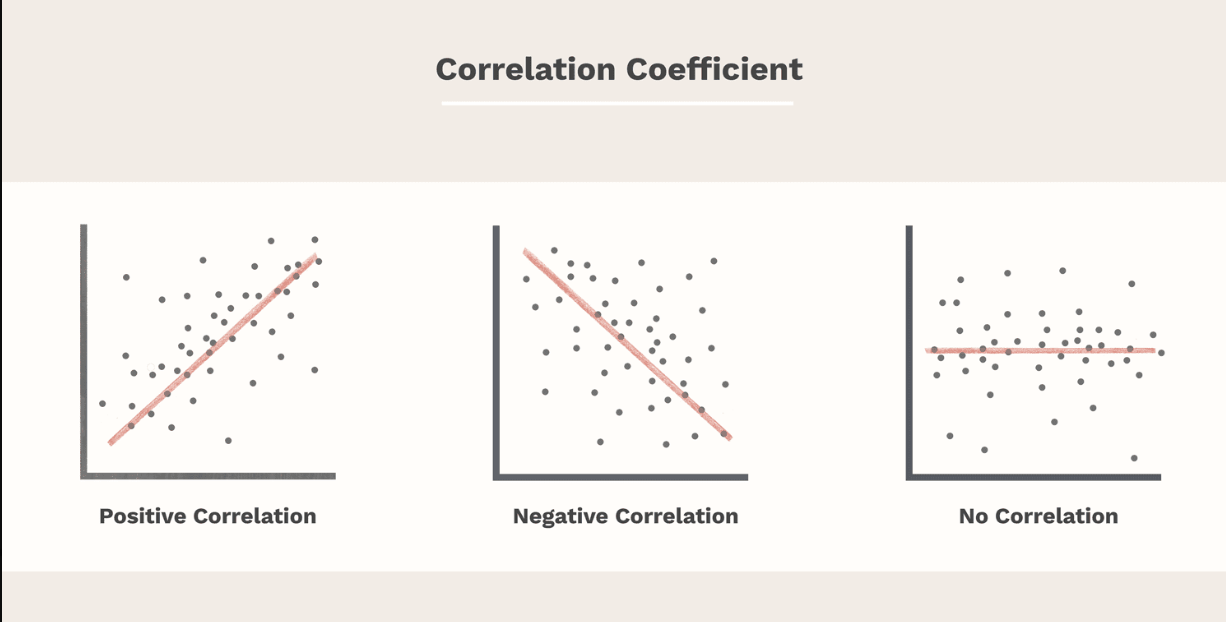 Correlation Coefficient
Positive Correlation
Negative Correlation
No Correlation